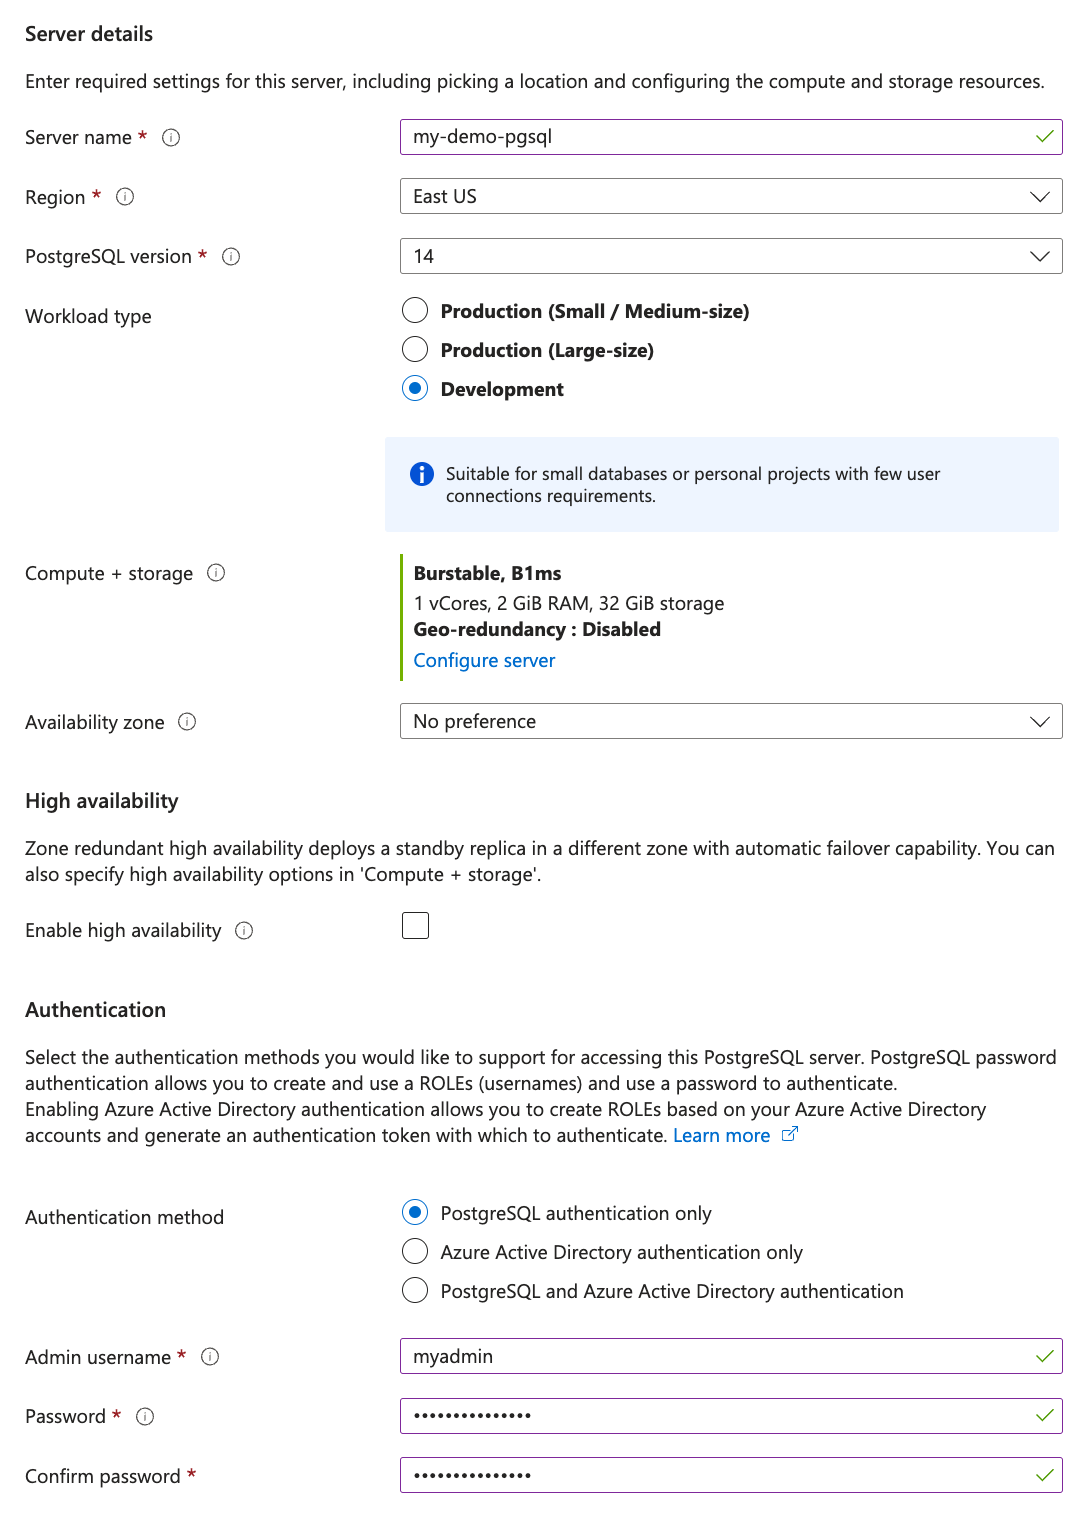 Server details
Enter required settings for this server, including picking a location and configuring the compute and storage resources.
Server name *
my-demo-pgsql
Region *
East US
PostgreSQL version *
14
Workload type
Production (Small / Medium-size)
Production (Large-size)
Development
Suitable for small databases or personal projects with few user
connections requirements.
Compute + storage
Burstable, B1ms
1 vCores, 2 GiB RAM, 32 GiB storage
Geo-redundancy : Disabled
Configure server
Availability zone
No preference
High availability
Zone redundant high availability deploys a standby replica in a different zone with automatic failover capability. You can
also specify high availability options in 'Compute + storage'.
Enable high availability
Authentication
Select the authentication methods you would like to support for accessing this PostgreSQL server. PostgreSQL password
authentication allows you to create and use a ROLEs (usernames) and use a password to authenticate.
Enabling Azure Active Directory authentication allows you to create ROLEs based on your Azure Active Directory
accounts and generate an authentication token with which to authenticate. Learn more
Authentication method
PostgreSQL authentication only
Azure Active Directory authentication only
PostgreSQL and Azure Active Directory authentication
Admin username *
myadmin
Password *
•••••••••••••••
Confirm password *
•••••••••••••••